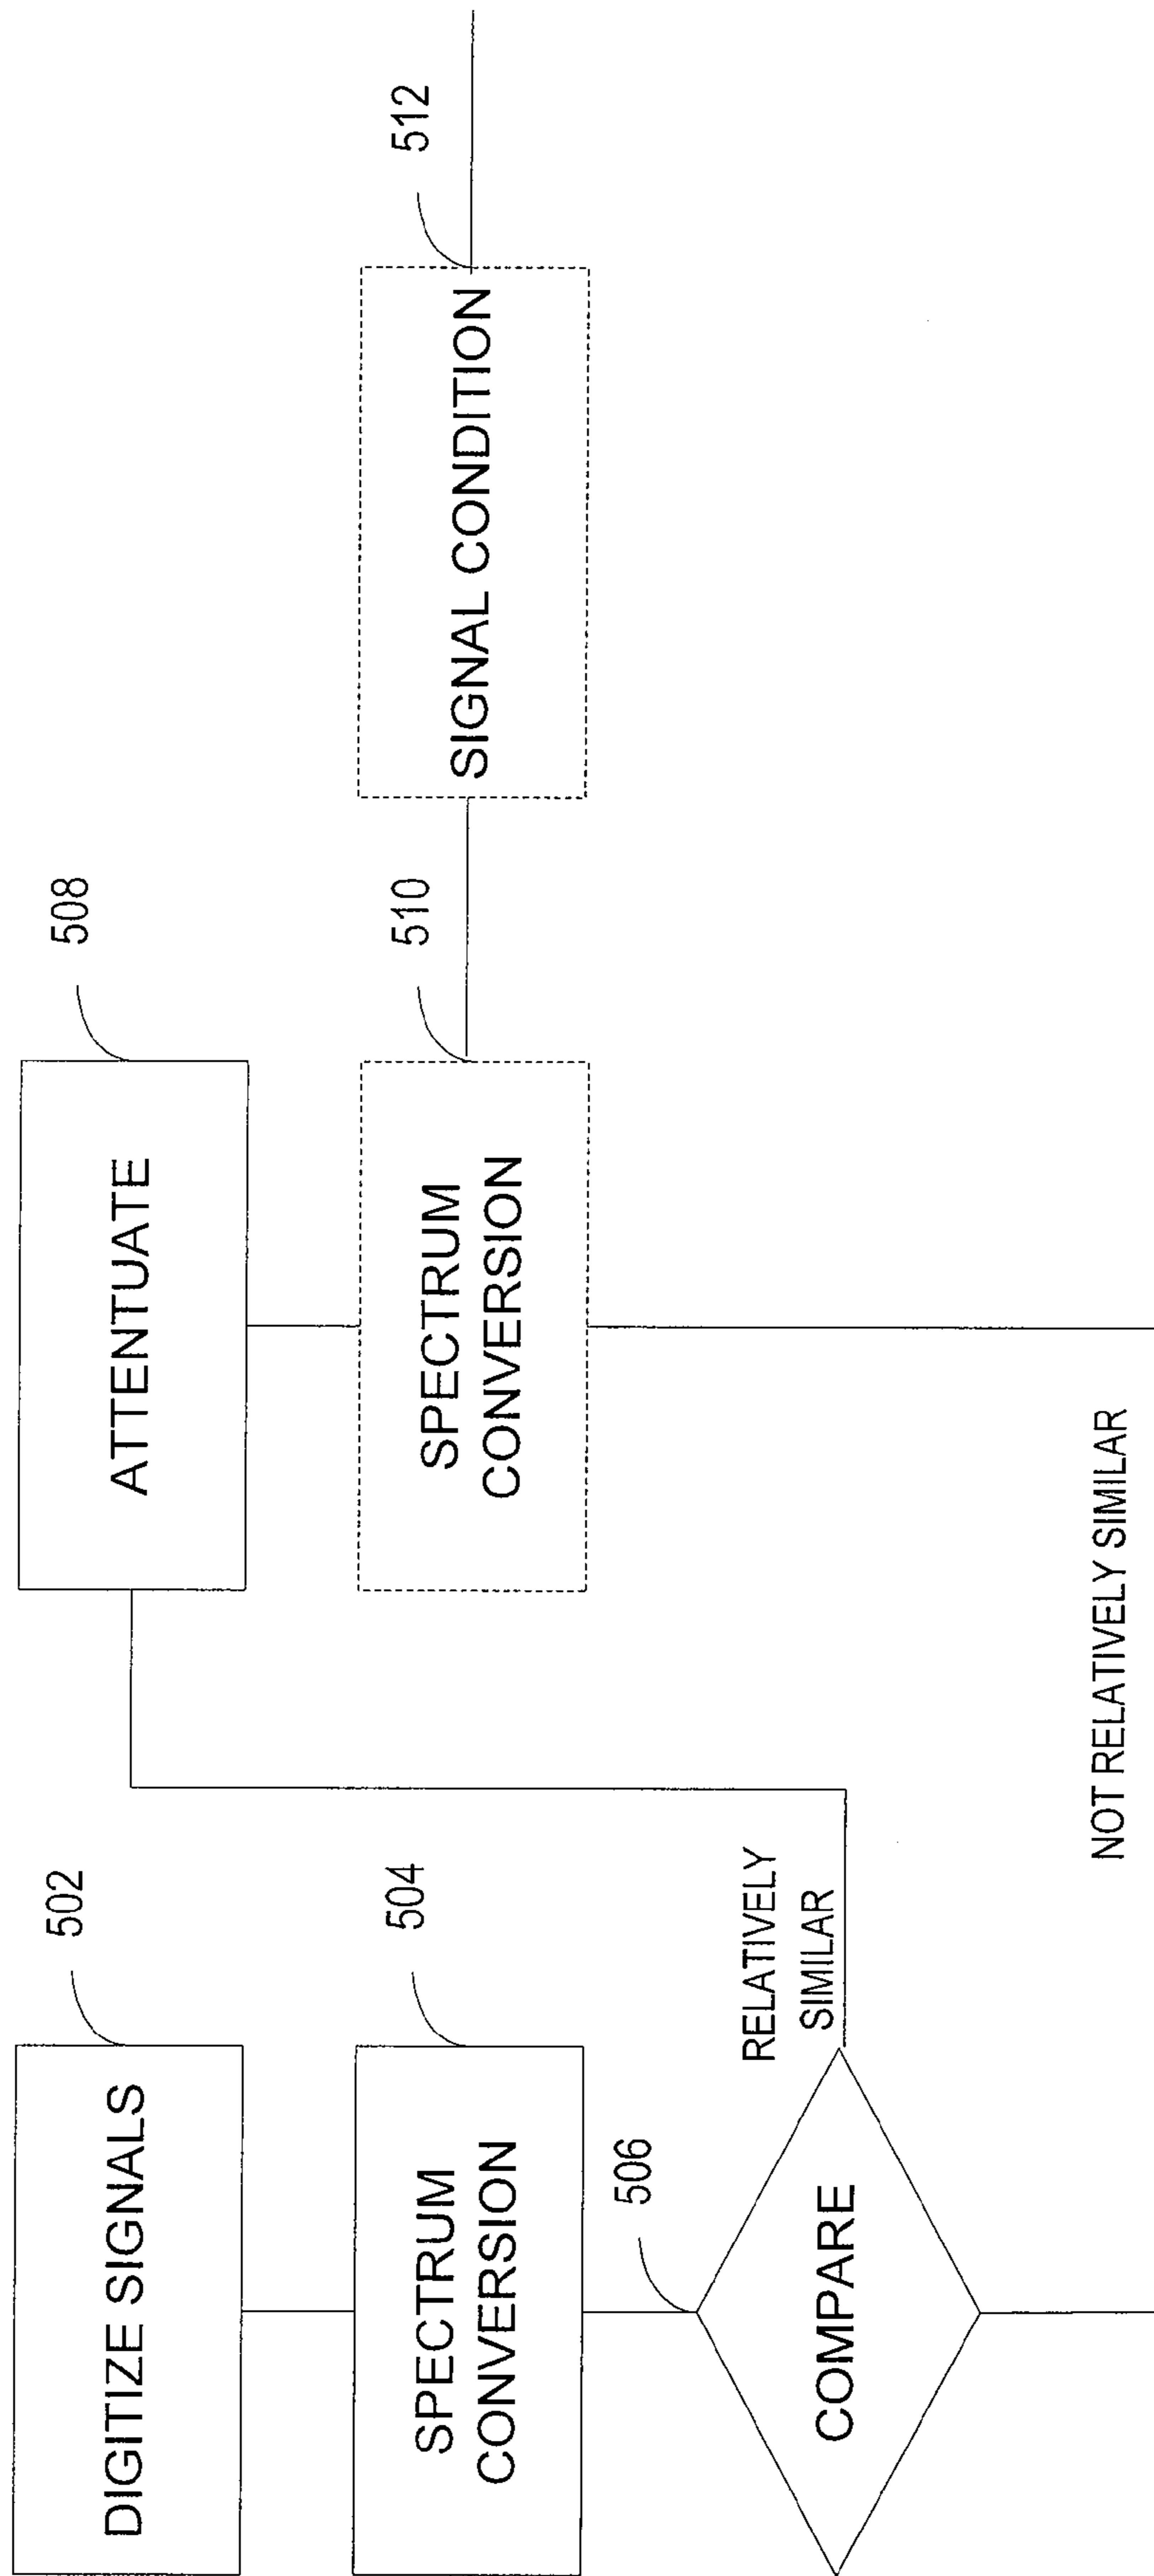 502
DIGITIZE SIGNALS
504
SPECTRUM
CONVERSION
506
COMPARE
RELATIVELY
SIMILAR
NOT RELATIVELY SIMILAR
508
ATTENTUATE
510
SPECTRUM
CONVERSION
512
SIGNAL CONDITION